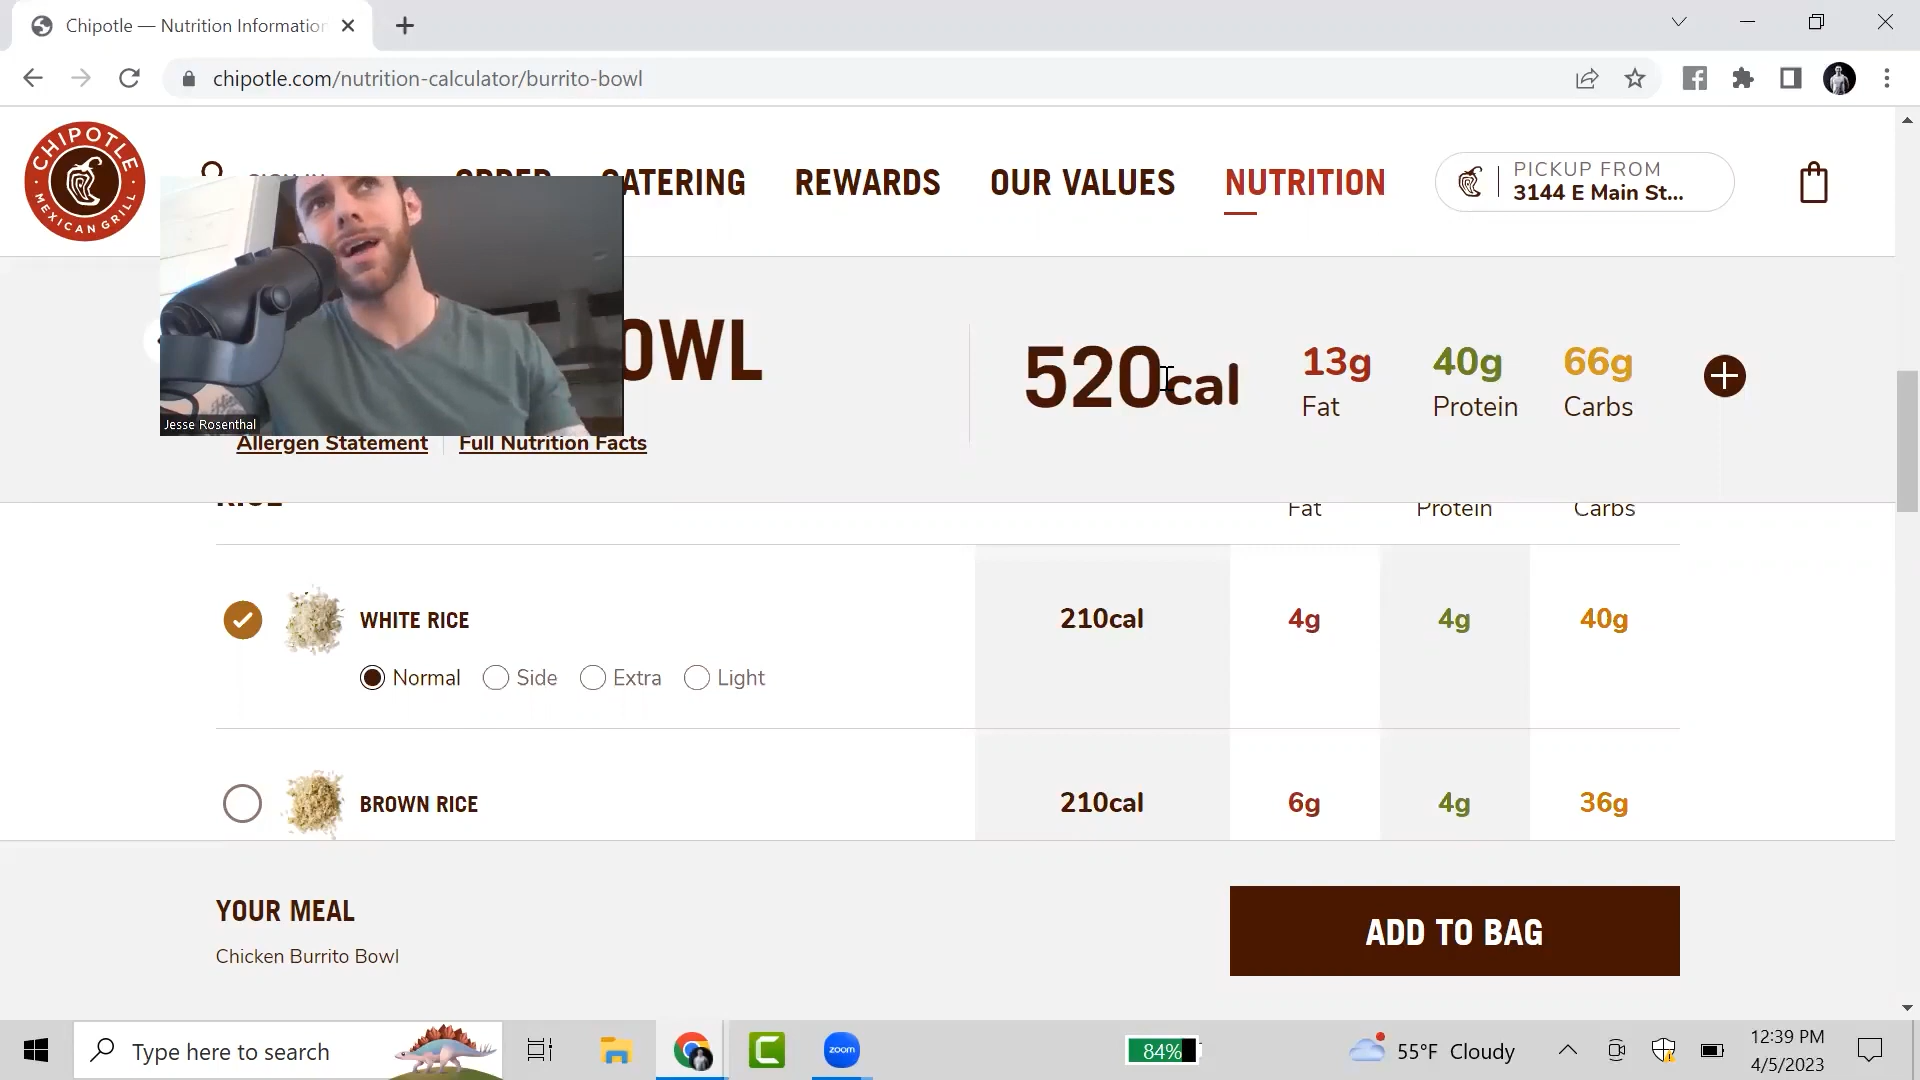 Chipotle — Nutrition Information
chipotle.com/nutrition-calculator/burrito-bowl
CHIPOTLE
MEXICAN GRILL
CATERING
REWARDS
OUR VALUES
NUTRITION
PICKUP FROM
3144 E Main St...
OWL
520cal
13g
Fat
40g
Protein
66g
Carbs
Jesse Rosenthal
Allergen Statement
Full Nutrition Facts
Fat
Protein
Carbs
WHITE RICE
210cal
4g
4g
40g
Normal
Side
Extra
Light
BROWN RICE
210cal
6g
4g
36g
YOUR MEAL
Chicken Burrito Bowl
ADD TO BAG
Type here to search
zoom
84%
55°F Cloudy
12:39 PM
4/5/2023